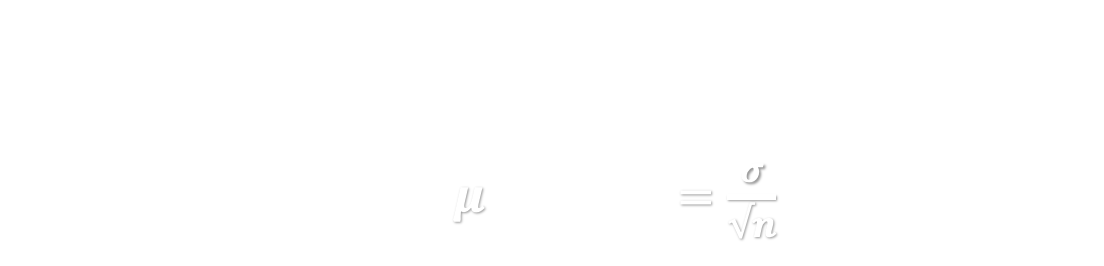 μ = σ/√n